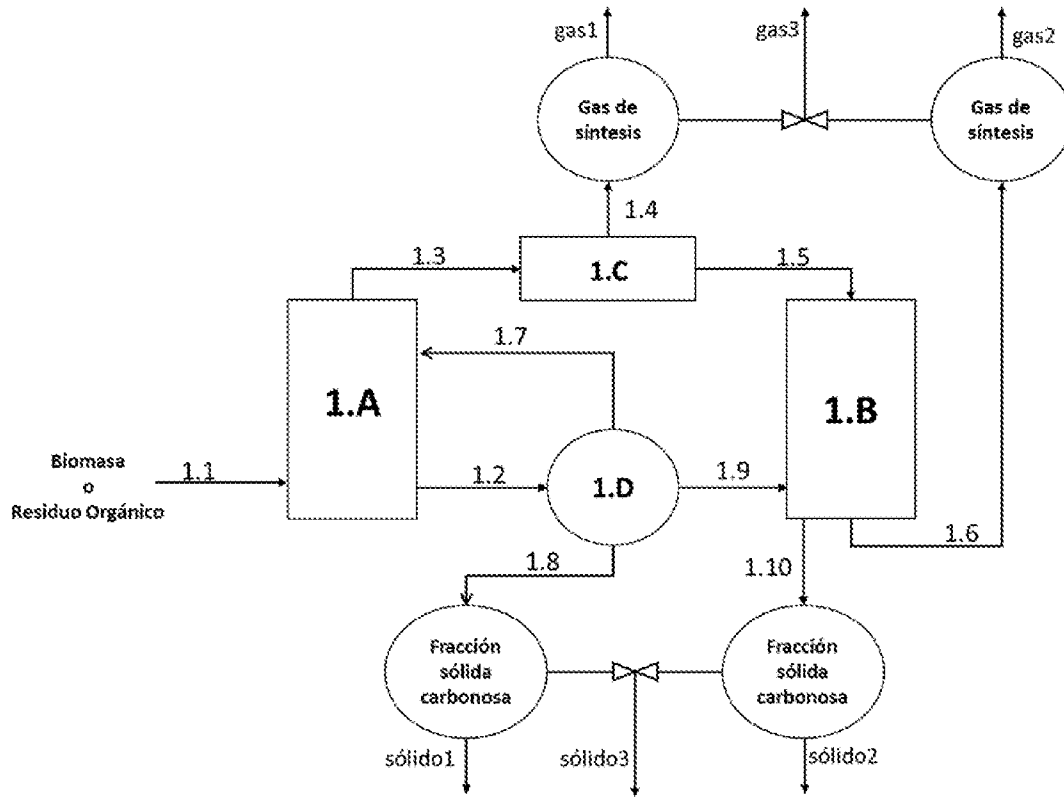 gas1
gas3
gas2
Gas de
síntesis
Gas de
síntesis
1.4
1.3
1.C
1.5
1.7
1.A
1.B
Biomasa
o
Residuo Orgánico
1.1
1.2
1.D
1.9
1.6
1.8
1.10
Fracción
sólida
carbonosa
Fracción
sólida
carbonosa
sólido1
sólido3
sólido2